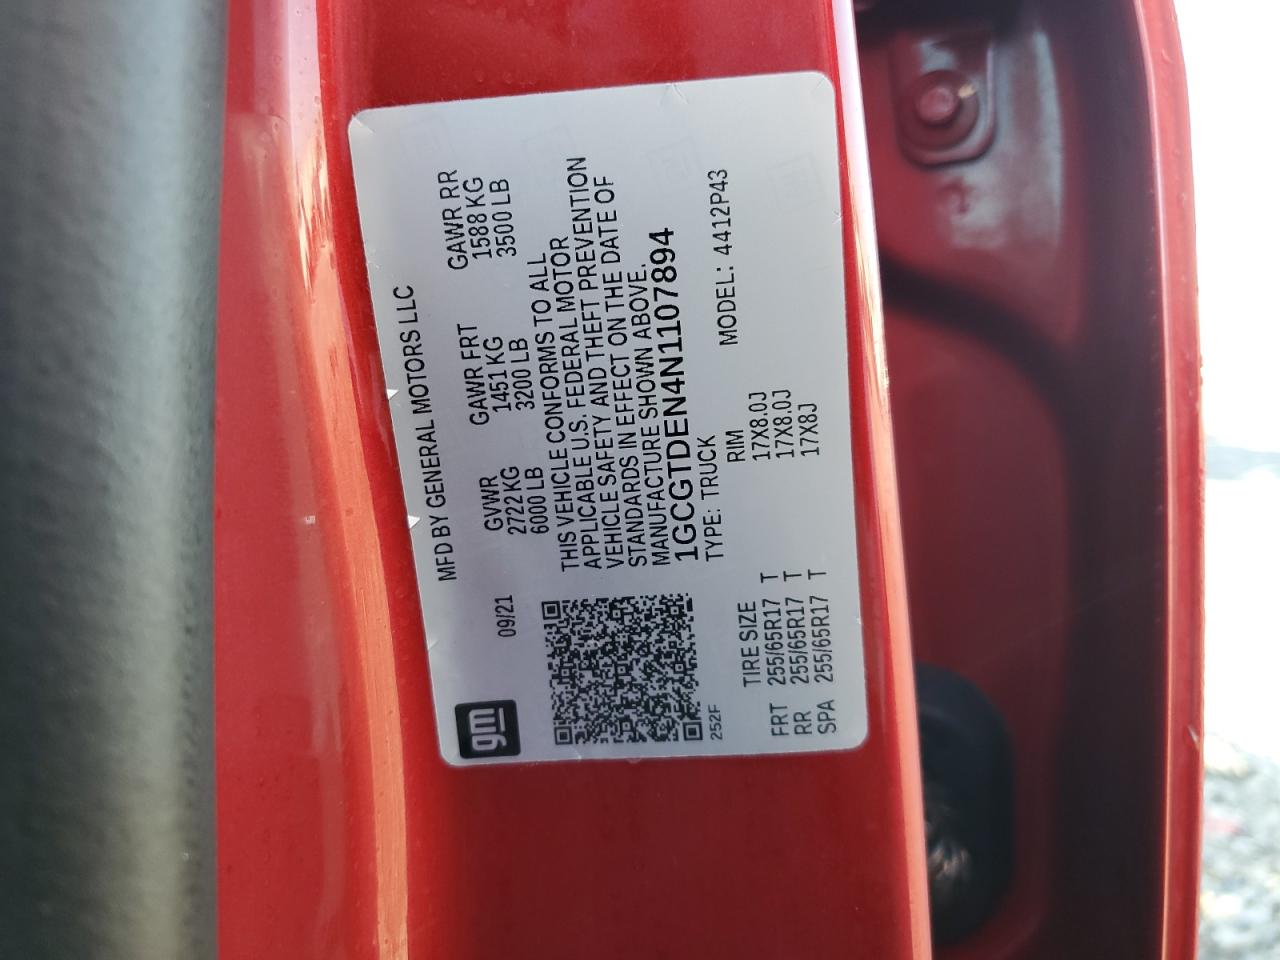 MFD BY GENERAL MOTORS LLC
gm
09/21
GVWR GAWR FRT GAWR RR
2722 KG 1451 KG 1588 KG
6000 LB 3200 LB 3500 LB
THIS VEHICLE CONFORMS TO ALL
APPLICABLE U.S. FEDERAL MOTOR
VEHICLE SAFETY AND THEFT PREVENTION
STANDARDS IN EFFECT ON THE DATE OF
MANUFACTURE SHOWN ABOVE.
1GCGTDEN4N1107894
252F
TYPE: TRUCK MODEL: 4412P43
TIRE SIZE RIM
FRT 255/65R17 T 17X8.0J
RR 255/65R17 T 17X8.0J
SPA 255/65R17 T 17X8J